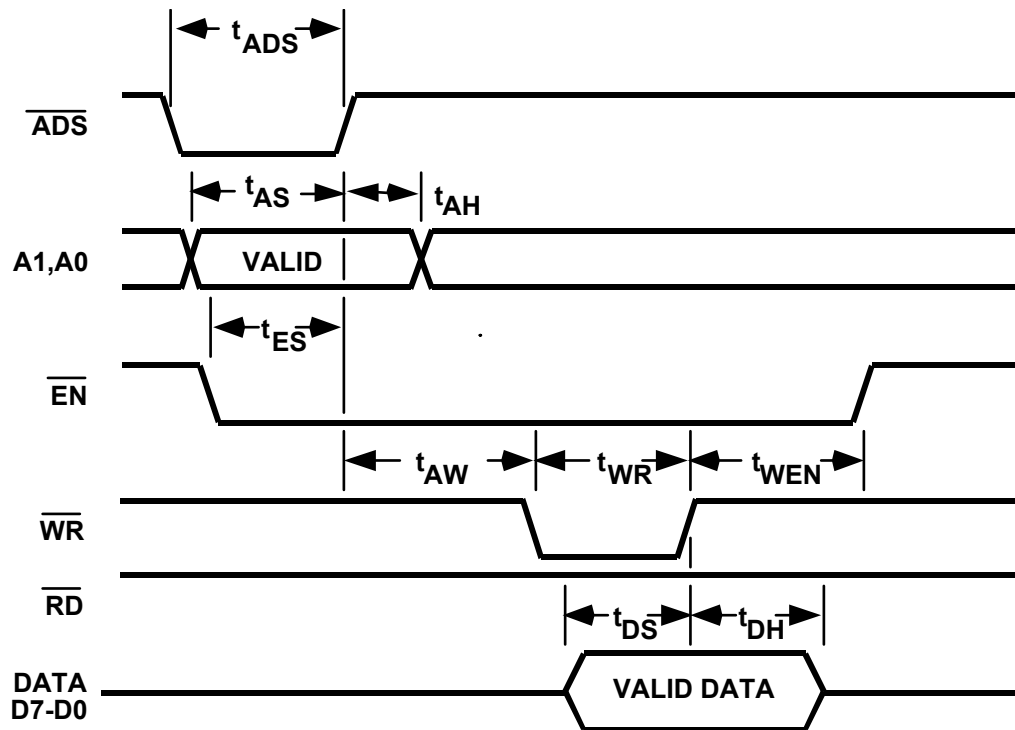 tADS
ADS
tAS
tAH
A1,A0
VALID
tES
EN
tAW
tWR
tWEN
WR
RD
tDS
tDH
DATA
D7-D0
VALID DATA